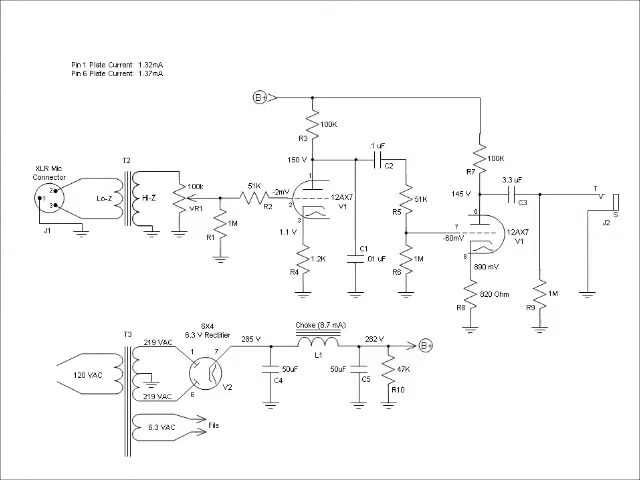 Pin 1 Plate Current: 1.32mA
Pin 6 Plate Current: 1.37mA
B+
100K
R3
R7
100K
.1 uF
C2
150 V
145 V
XLR Mic
Connector
2
1
3
J1
T2
Lo-Z
Hi-Z
100k
VR1
1M
R1
51K
R2
-2mV
1
2
3
12AX7
V1
1.1 V
1.2K
R4
C1
.01 uF
51K
R5
1M
R6
3.3 uF
C3
6
7
8
-60mV
12AX7
V1
890 mV
820 Ohm
R8
1M
R9
T
S
J2
T3
120 VAC
219 VAC
219 VAC
6.3 VAC
Fils
6X4
6.3 V Rectifier
1
7
6
V2
285 V
Choke (8.7 mA)
L1
282 V
B+
50uF
C4
50uF
C5
47K
R10